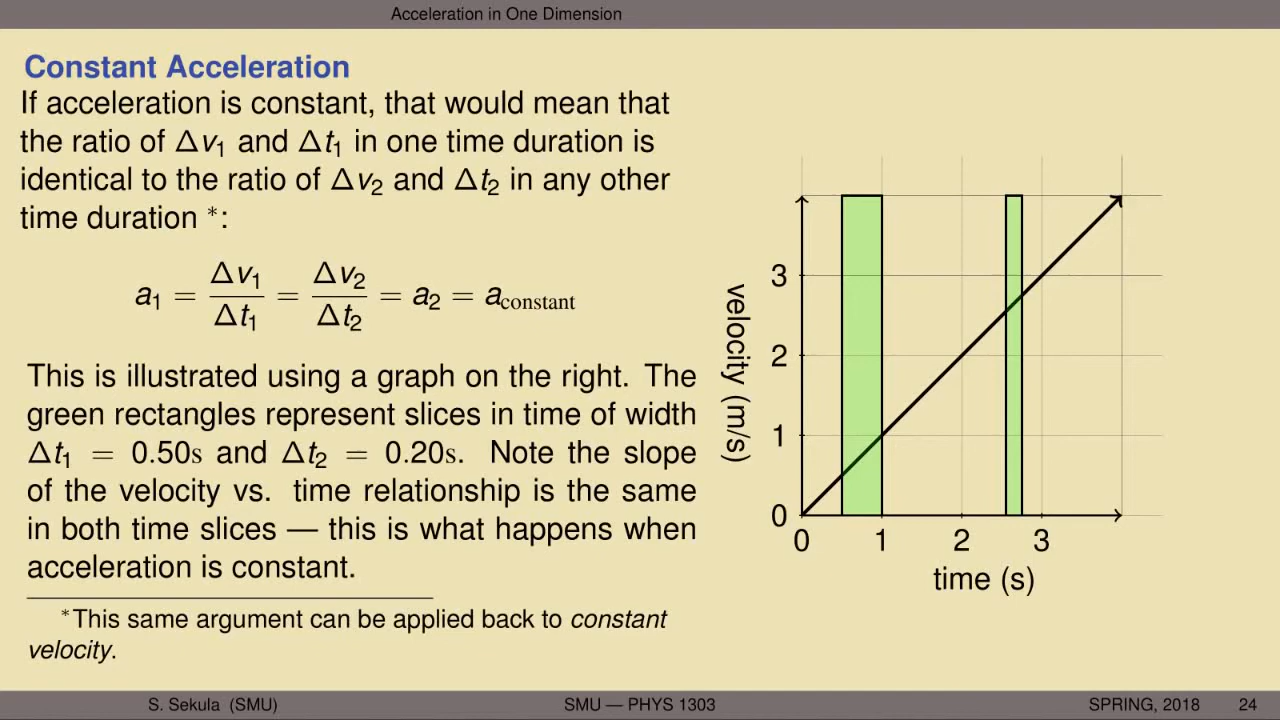 Acceleration in One Dimension
Constant Acceleration
If acceleration is constant, that would mean that
the ratio of Δv₁ and Δt₁ in one time duration is
identical to the ratio of Δv₂ and Δt₂ in any other
time duration *:
a₁ = Δv₁/Δt₁ = Δv₂/Δt₂ = a₂ = a_constant
This is illustrated using a graph on the right. The
green rectangles represent slices in time of width
Δt₁ = 0.50s and Δt₂ = 0.20s. Note the slope
of the velocity vs. time relationship is the same
in both time slices — this is what happens when
acceleration is constant.
*This same argument can be applied back to constant
velocity.
velocity (m/s)
3
2
1
0
0 1 2 3
time (s)
S. Sekula (SMU)
SMU — PHYS 1303
SPRING, 2018
24